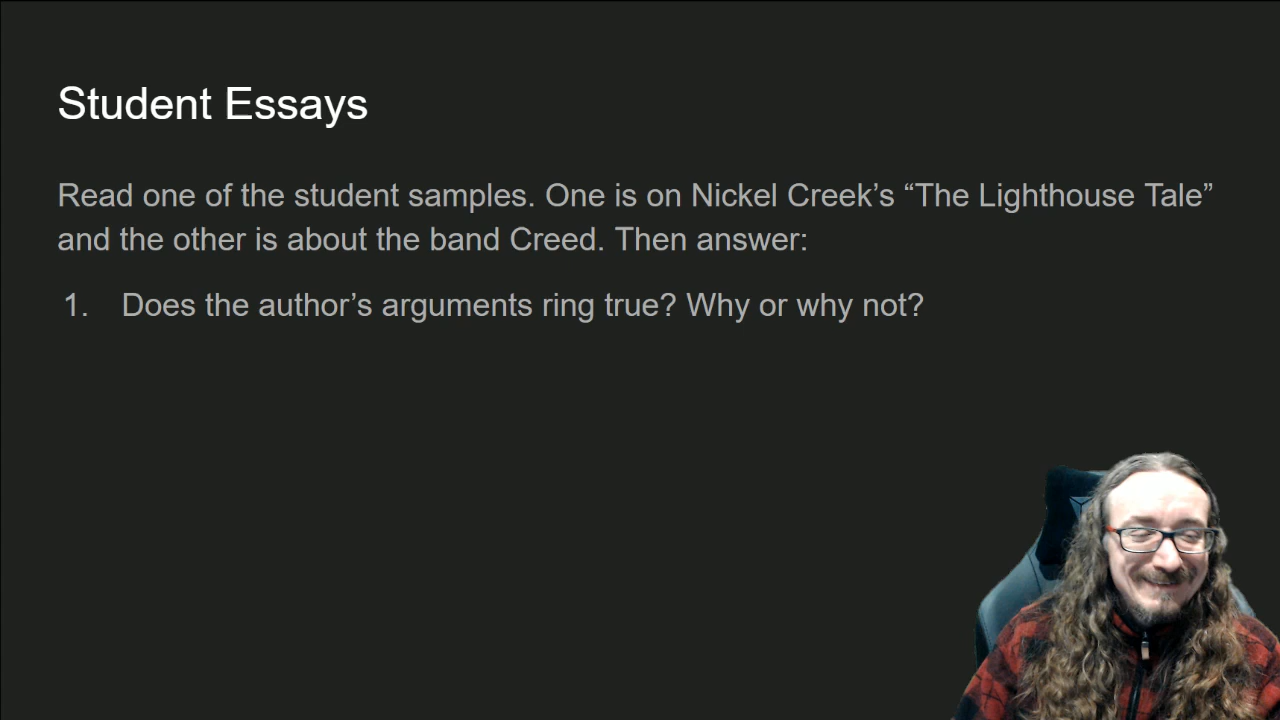 Student Essays
Read one of the student samples. One is on Nickel Creek’s “The Lighthouse Tale”
and the other is about the band Creed. Then answer:
1. Does the author’s arguments ring true? Why or why not?